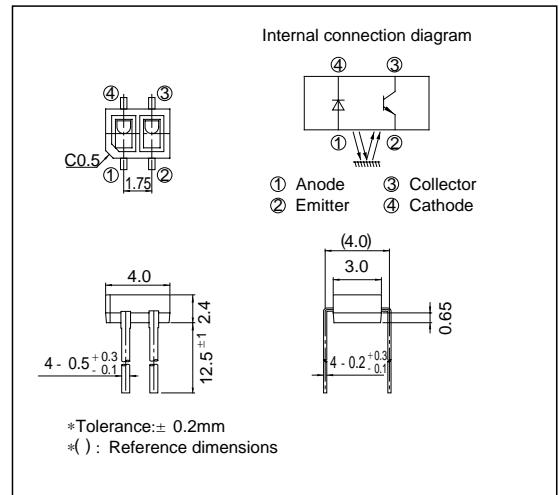 Internal connection diagram
④ ③
④ ③
C0.5
① ②
① ②
1.75
① Anode ③ Collector
② Emitter ④ Cathode
(4.0)
4.0
3.0
2.4
0.65
12.5 ±1
4 - 0.5 +0.3 -0.1
4 - 0.2 +0.3 -0.1
*Tolerance:± 0.2mm
*( ) : Reference dimensions